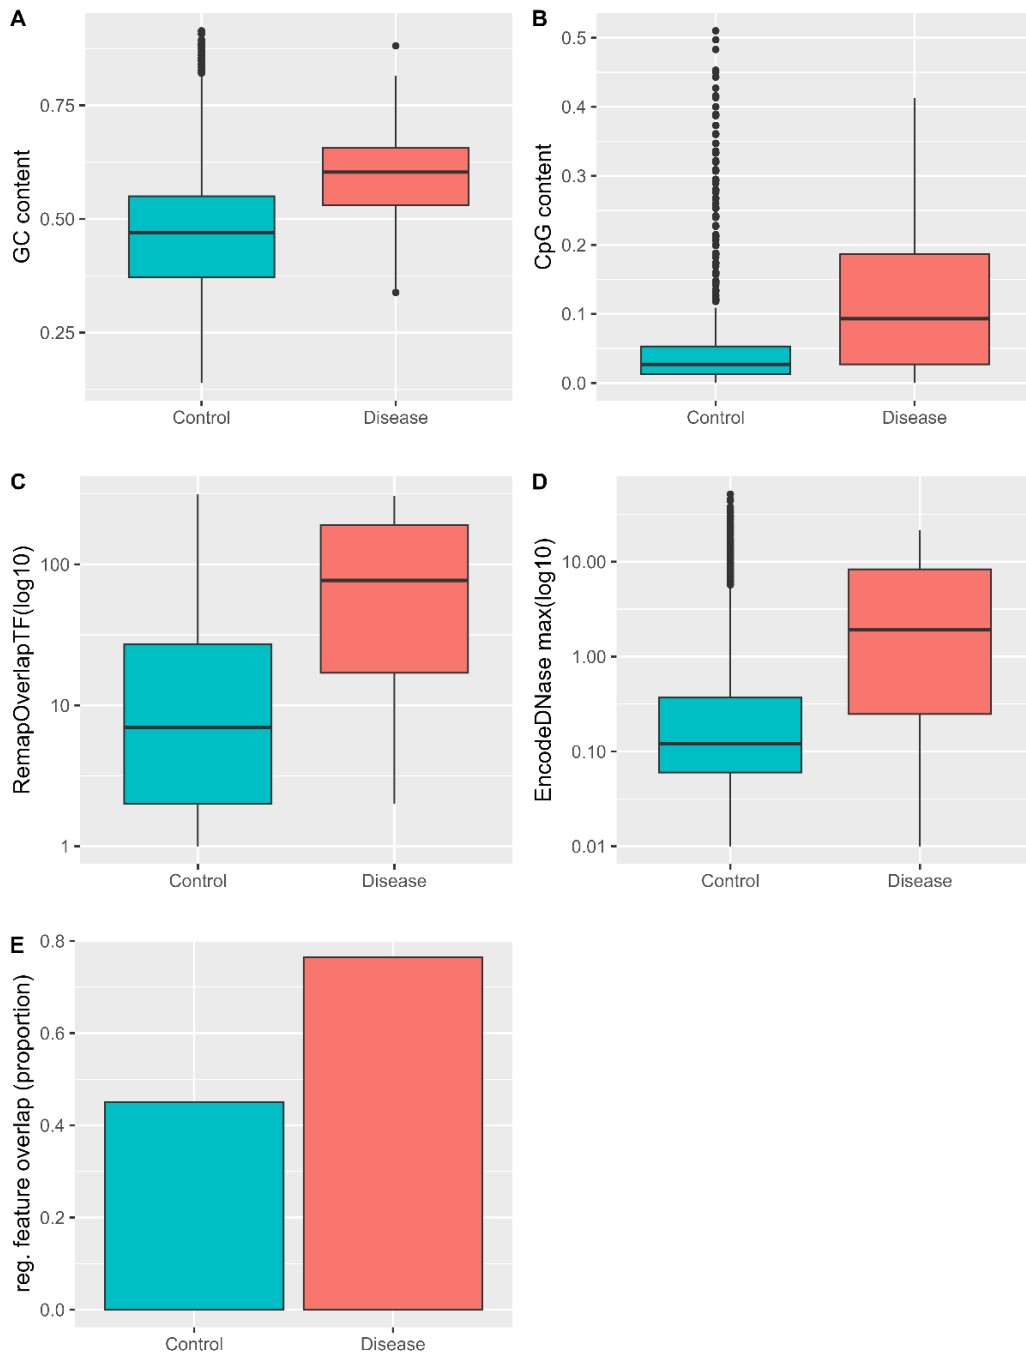 A
GC content
0.75
0.50
0.25
Control
Disease
B
CpG content
0.5
0.4
0.3
0.2
0.1
0.0
Control
Disease
C
RemapOverlapTF(log10)
100
10
1
Control
Disease
D
EncodeDNase max(log10)
10.00
1.00
0.10
0.01
Control
Disease
E
reg. feature overlap (proportion)
0.8
0.6
0.4
0.2
0.0
Control
Disease